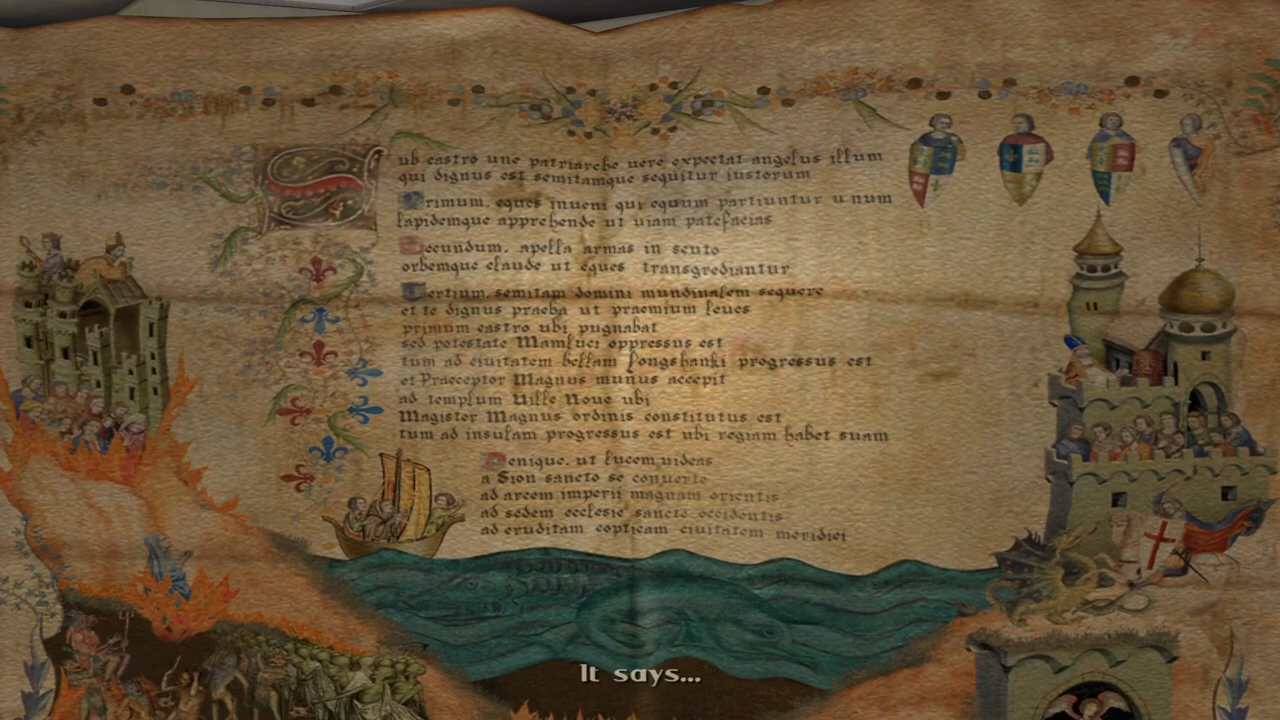 Sub castro une patriarche uere expectat angelus illum
qui dignus est semitamque sequitur iustorum
Primum, eques inueni qui equum partiuntur unum
lapidemque apprehende ut uiam patefacias
Secundum, apella armas in scuto
orbemque claude ut eques transgrediantur
Tertium, semitam domini mundinalem sequere
et te dignus praeba ut praemium leues
primum castro ubi pugnabat
sed potestate Mamluci oppressus est
tum ad ciuitatem bellam Longshanki progressus est
et Praeceptor Magnus munus accepit
ad templum Uille Noue ubi
Magister Magnus ordinis constitutus est
tum ad insulam progressus est ubi regiam habet suam
Denique, ut lucem uideas
a Sion sancto se conuerte
ad arcem imperii magnam orientis
ad sedem ecclesie sancte occidentis
ad eruditam copticam ciuitatem meridiei
It says...